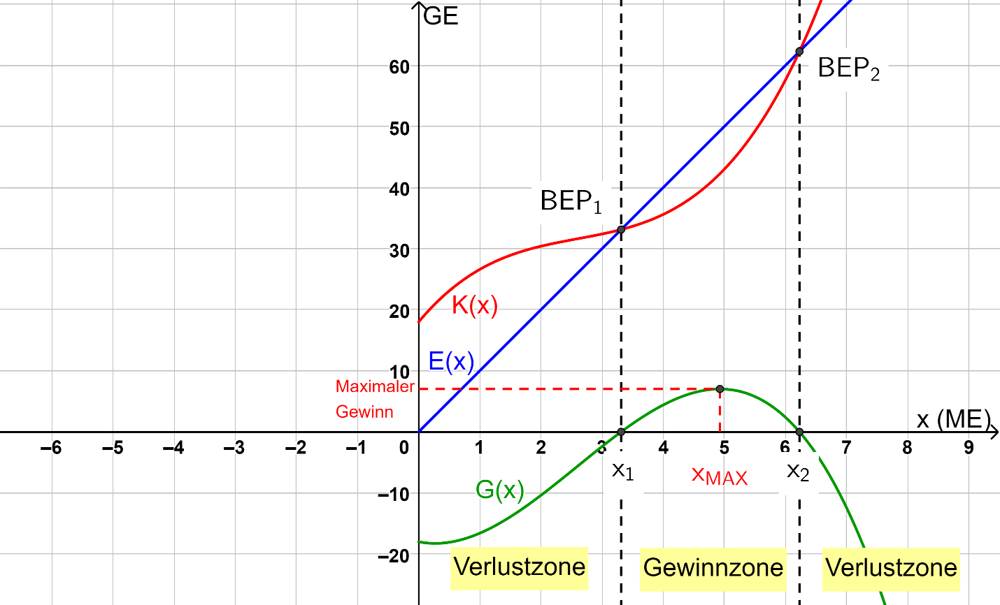 GE
60
BEP₂
50
BEP₁
40
30
K(x)
20
E(x)
10
Maximaler
Gewinn
x (ME)
–6 –5 –4 –3 –2 –1 0 1 2 3 4 5 6 7 8 9
x₁ xMAX x₂
G(x)
–10
–20
Verlustzone Gewinnzone Verlustzone